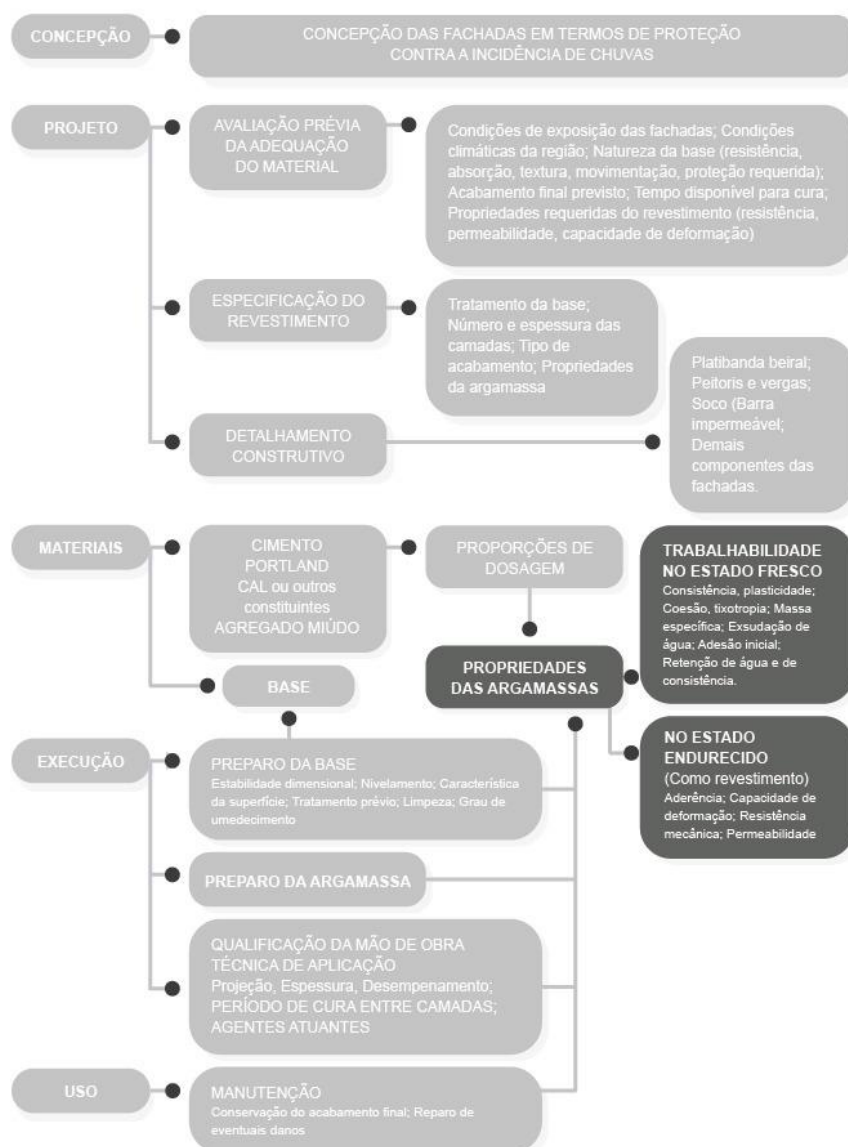 CONCEPÇÃO
CONCEPÇÃO DAS FACHADAS EM TERMOS DE PROTEÇÃO
CONTRA A INCIDÊNCIA DE CHUVAS
PROJETO
AVALIAÇÃO PRÉVIA
DA ADEQUAÇÃO
DO MATERIAL
Condições de exposição das fachadas; Condições
climáticas da região; Natureza da base (resistência,
absorção, textura, movimentação, proteção requerida);
Acabamento final previsto; Tempo disponível para cura;
Propriedades requeridas do revestimento (resistência,
permeabilidade, capacidade de deformação)
ESPECIFICAÇÃO DO
REVESTIMENTO
Tratamento da base;
Número e espessura das
camadas; Tipo de
acabamento; Propriedades
da argamassa
DETALHAMENTO
CONSTRUTIVO
Platibanda beiral;
Peitoris e vergas;
Soco (Barra
impermeável;
Demais
componentes das
fachadas.
MATERIAIS
CIMENTO
PORTLAND
CAL ou outros
constituintes
AGREGADO MIÚDO
PROPORÇÕES DE
DOSAGEM
TRABALHABILIDADE
NO ESTADO FRESCO
Consistência, plasticidade;
Coesão, tixotropia; Massa
específica; Exsudação de
água; Adesão inicial;
Retenção de água e de
consistência.
PROPRIEDADES
DAS ARGAMASSAS
BASE
NO ESTADO
ENDURECIDO
(Como revestimento)
Aderência; Capacidade de
deformação; Resistência
mecânica; Permeabilidade
EXECUÇÃO
PREPARO DA BASE
Estabilidade dimensional; Nivelamento; Característica
da superfície; Tratamento prévio; Limpeza; Grau de
umedecimento
PREPARO DA ARGAMASSA
QUALIFICAÇÃO DA MÃO DE OBRA
TÉCNICA DE APLICAÇÃO
Projeção, Espessura, Desempenamento;
PERÍODO DE CURA ENTRE CAMADAS;
AGENTES ATUANTES
USO
MANUTENÇÃO
Conservação do acabamento final; Reparo de
eventuais danos